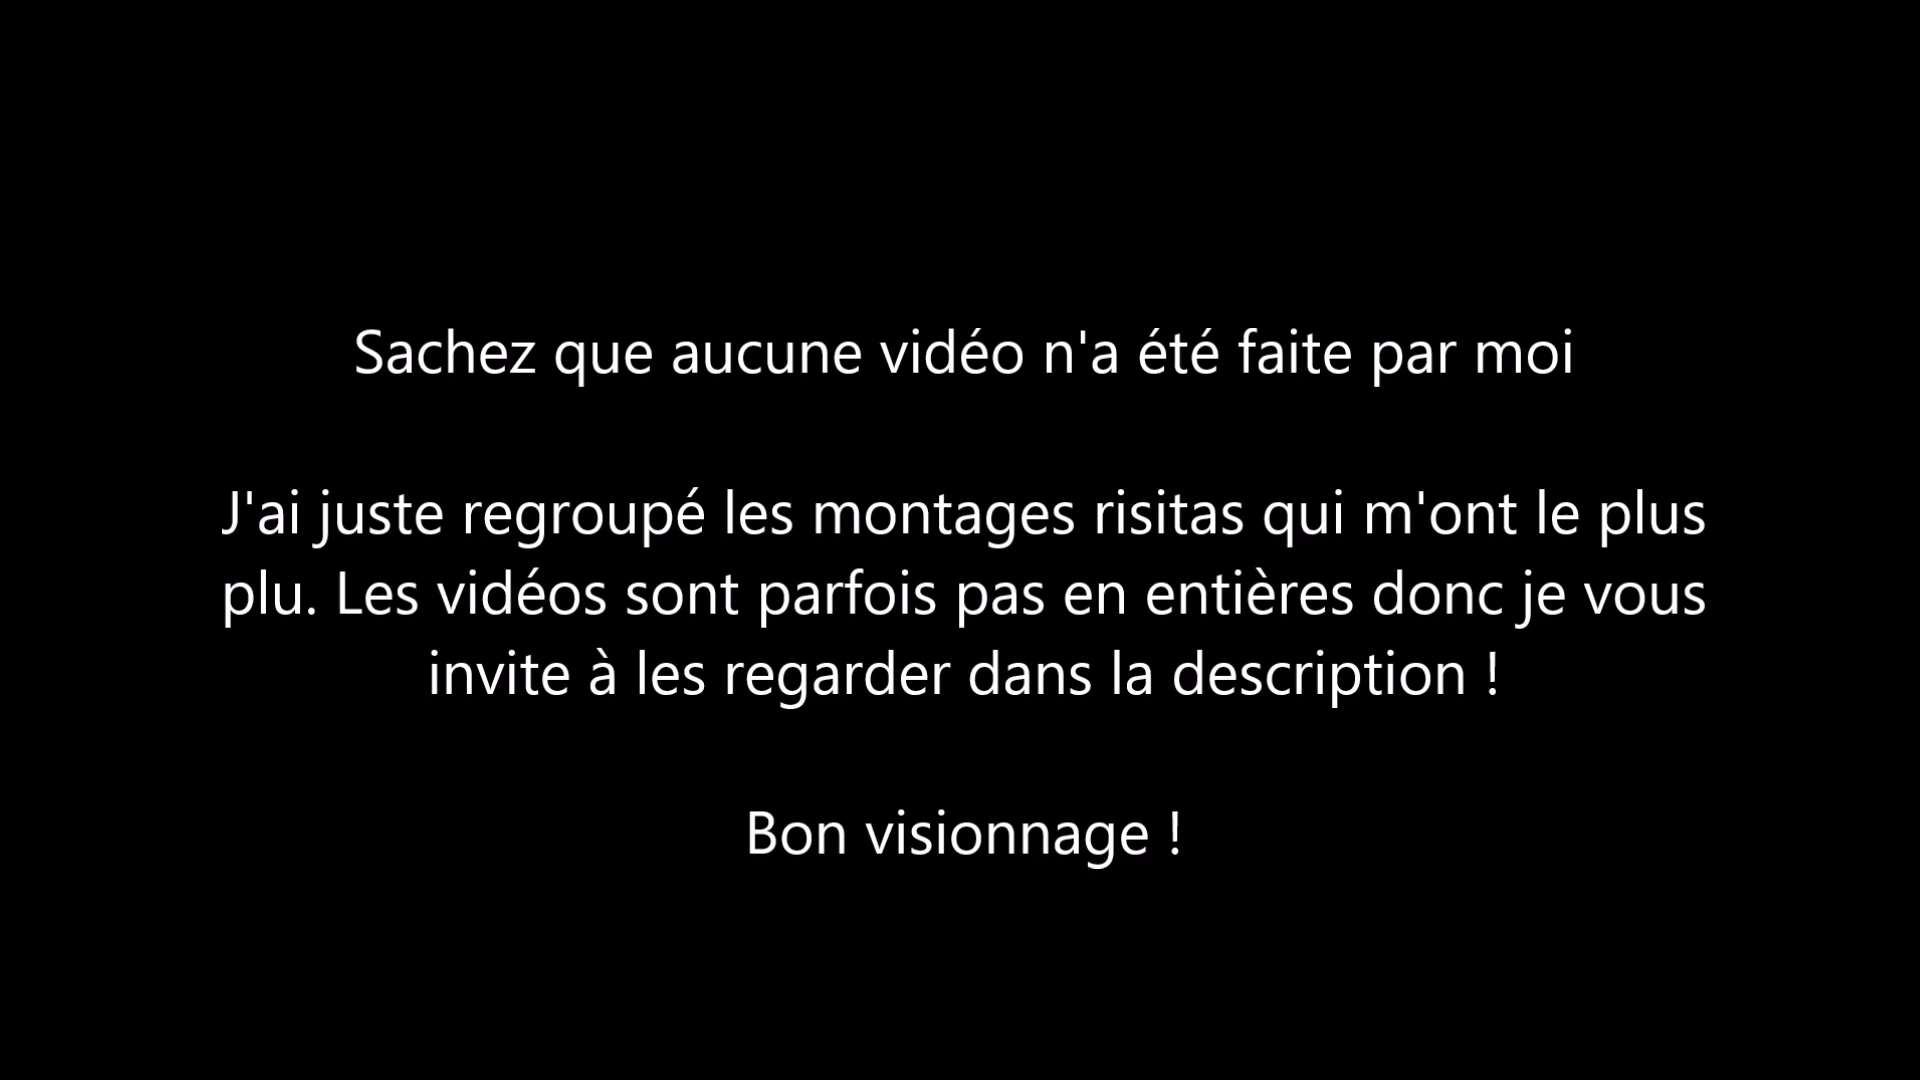 Sachez que aucune vidéo n'a été faite par moi
J'ai juste regroupé les montages risitas qui m'ont le plus
plu. Les vidéos sont parfois pas en entières donc je vous
invite à les regarder dans la description !
Bon visionnage !